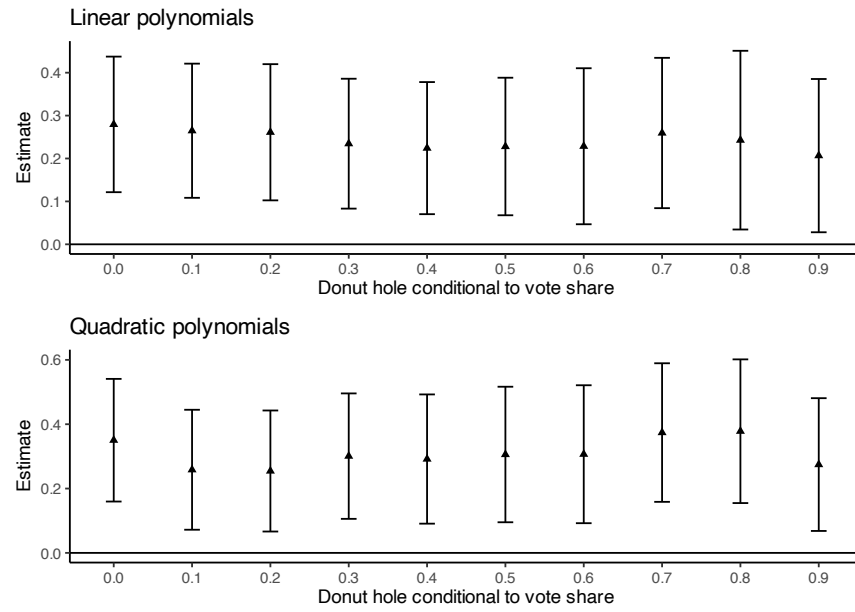 Linear polynomials
Estimate
0.4
0.3
0.2
0.1
0.0
0.0 0.1 0.2 0.3 0.4 0.5 0.6 0.7 0.8 0.9
Donut hole conditional to vote share
Quadratic polynomials
Estimate
0.6
0.4
0.2
0.0
0.0 0.1 0.2 0.3 0.4 0.5 0.6 0.7 0.8 0.9
Donut hole conditional to vote share